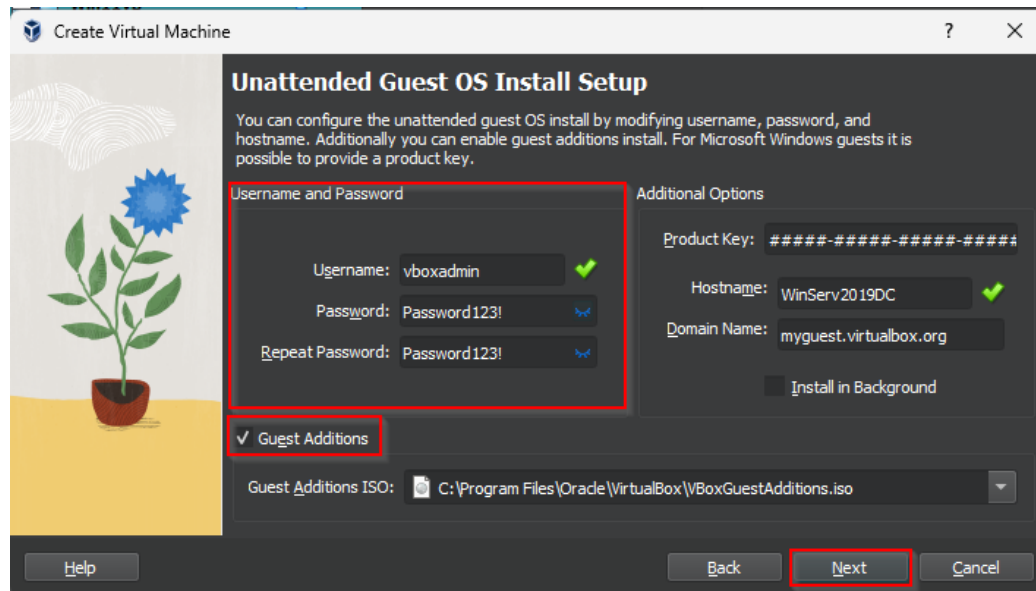 Create Virtual Machine
?
Unattended Guest OS Install Setup
You can configure the unattended guest OS install by modifying username, password, and
hostname. Additionally you can enable guest additions install. For Microsoft Windows guests it is
possible to provide a product key.
Username and Password
Username: vboxadmin
Password: Password123!
Repeat Password: Password123!
Additional Options
Product Key: #####-#####-#####-#####
Hostname: WinServ2019DC
Domain Name: myguest.virtualbox.org
Install in Background
Guest Additions
Guest Additions ISO: C:\Program Files\Oracle\VirtualBox\VBoxGuestAdditions.iso
Help
Back
Next
Cancel